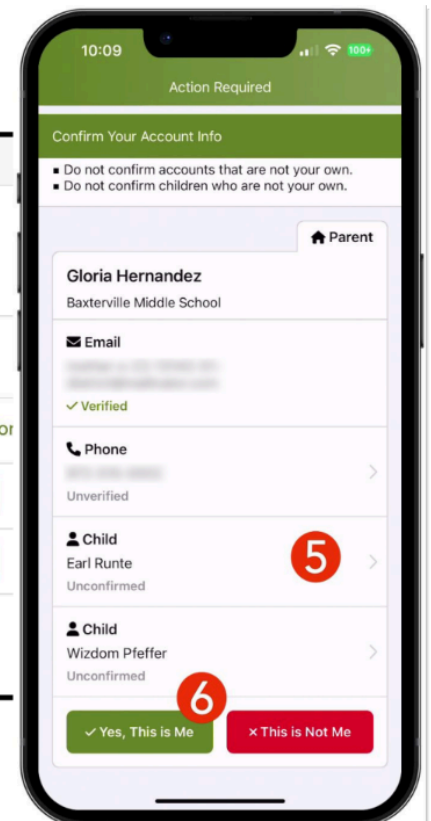 10:09
100+
Action Required
Confirm Your Account Info
▪ Do not confirm accounts that are not your own.
▪ Do not confirm children who are not your own.
Parent
Gloria Hernandez
Baxterville Middle School
Email
✓ Verified
Phone
Unverified
Child
Earl Runte
5
Unconfirmed
Child
Wizdom Pfeffer
Unconfirmed
6
✓ Yes, This is Me
× This is Not Me
or